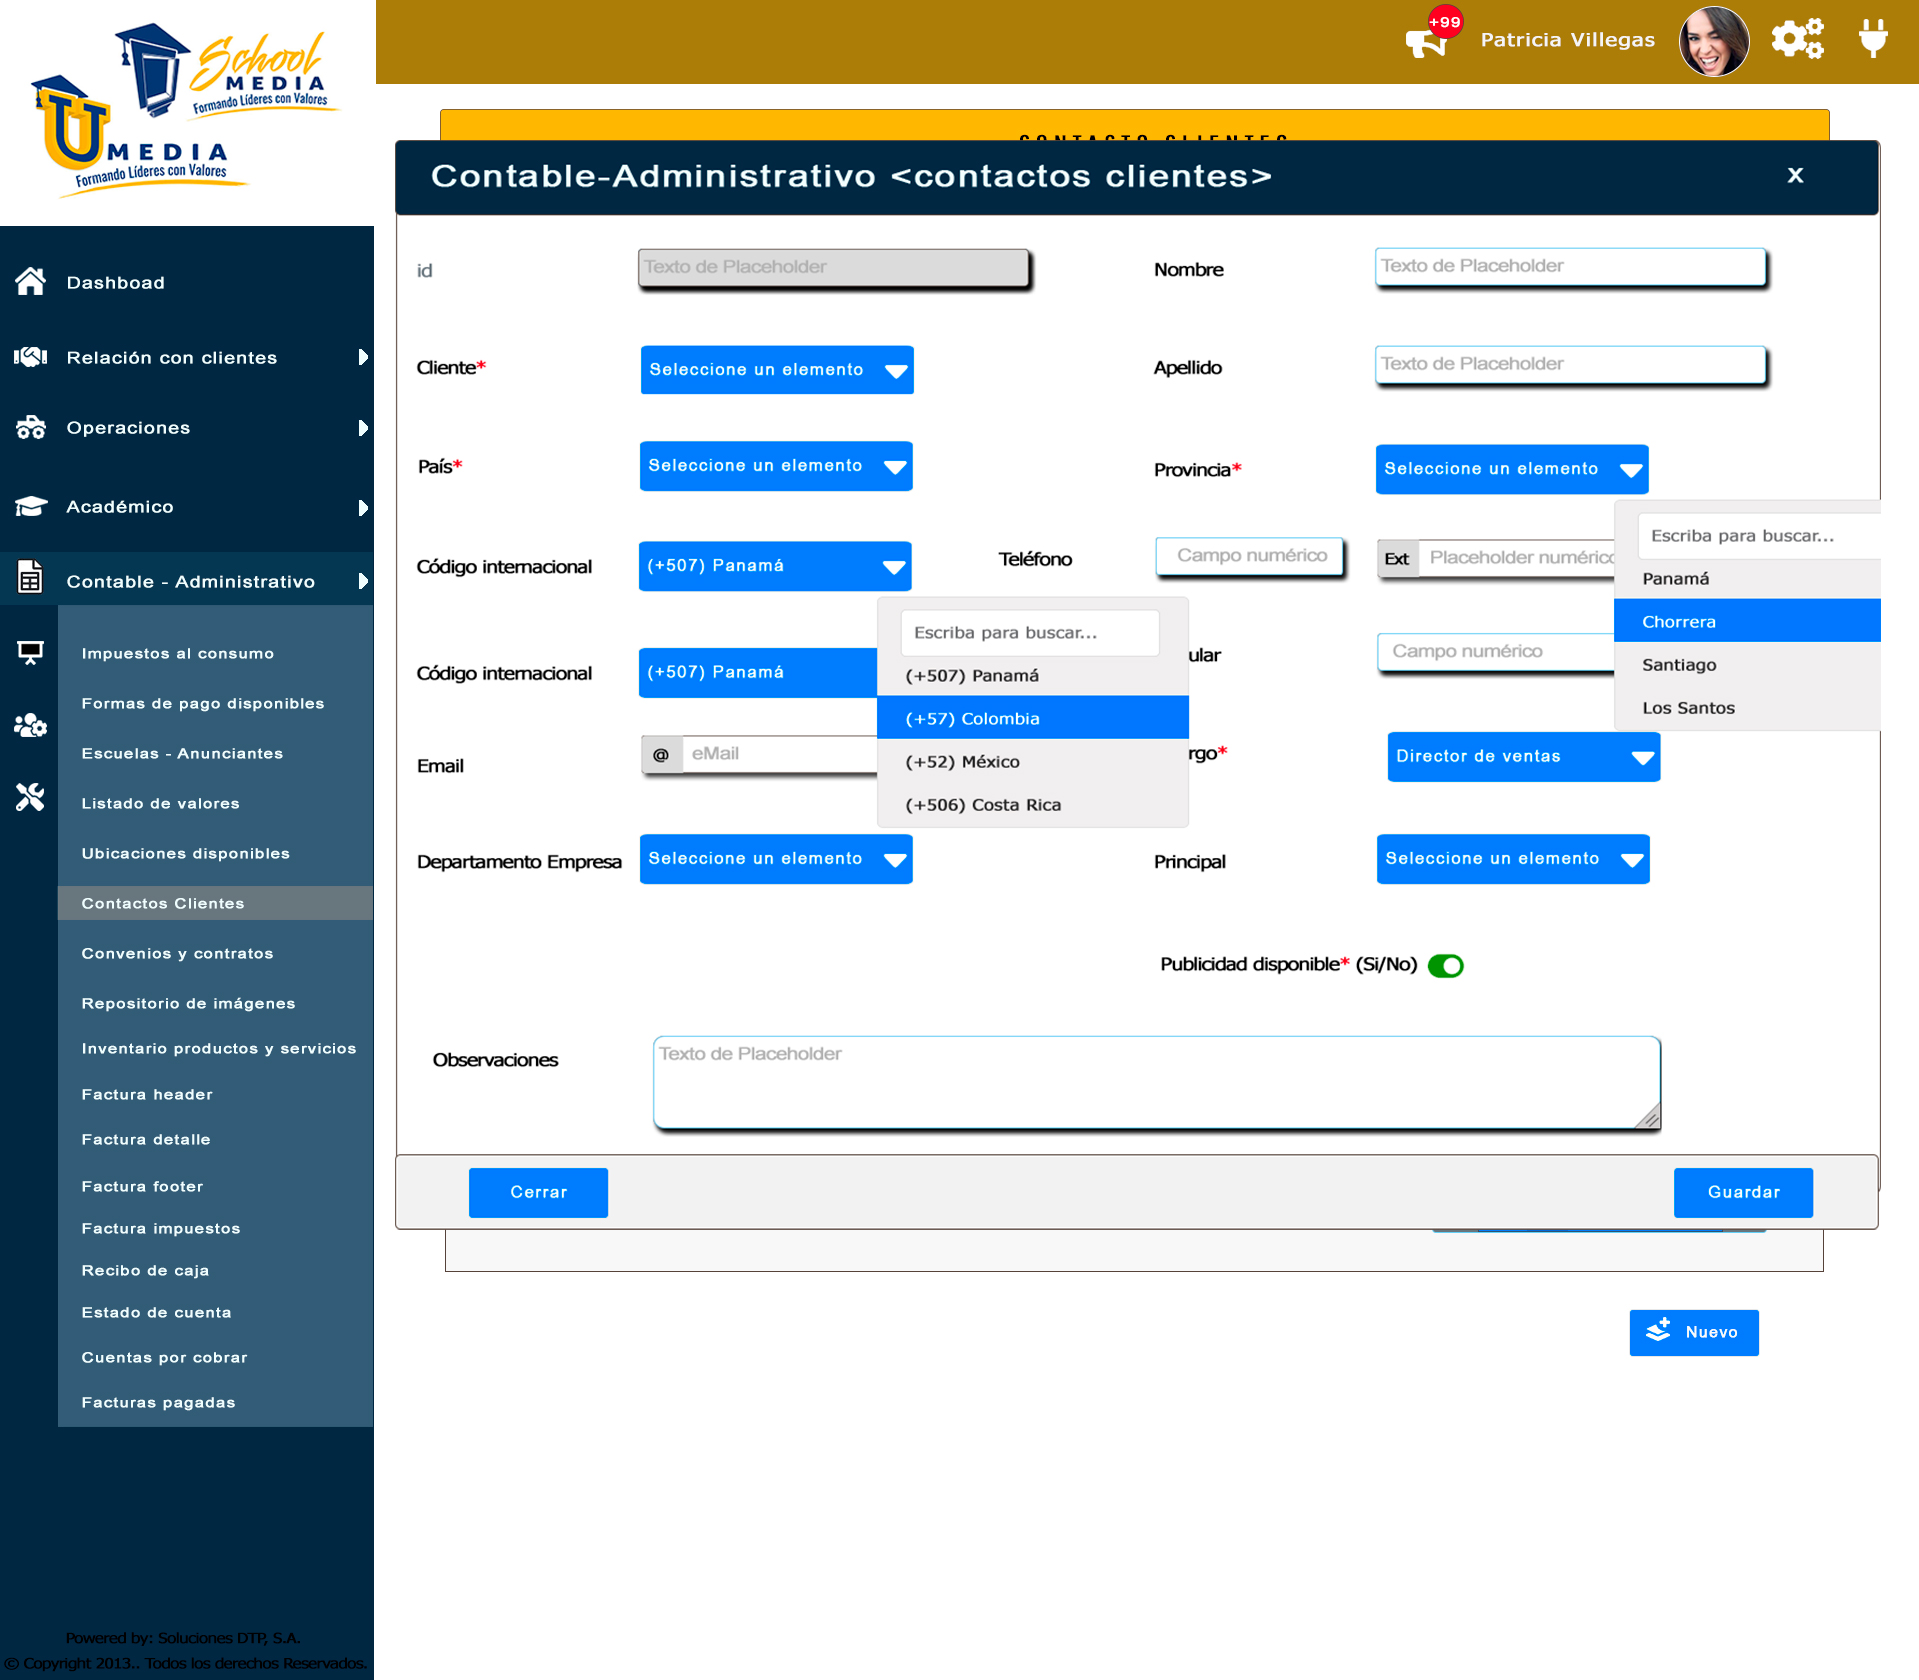 School
MEDIA
Formando Líderes con Valores
U MEDIA
Formando Líderes con Valores
+99
Patricia Villegas
CONTACTO CLIENTES
Contable-Administrativo <contactos clientes>
x
Dashboad
Relación con clientes
Operaciones
Académico
Contable - Administrativo
Impuestos al consumo
Formas de pago disponibles
Escuelas - Anunciantes
Listado de valores
Ubicaciones disponibles
Contactos Clientes
Convenios y contratos
Repositorio de imágenes
Inventario productos y servicios
Factura header
Factura detalle
Factura footer
Factura impuestos
Recibo de caja
Estado de cuenta
Cuentas por cobrar
Facturas pagadas
Powered by: Soluciones DTP, S.A.
© Copyright 2013.. Todos los derechos Reservados.
id
Texto de Placeholder
Nombre
Texto de Placeholder
Cliente*
Seleccione un elemento
Apellido
Texto de Placeholder
País*
Seleccione un elemento
Provincia*
Seleccione un elemento
Escriba para buscar...
Panamá
Chorrera
Santiago
Los Santos
Código internacional
(+507) Panamá
Teléfono
Campo numérico
Ext
Placeholder numérico
Escriba para buscar...
(+507) Panamá
(+57) Colombia
(+52) México
(+506) Costa Rica
Código internacional
(+507) Panamá
ular
Campo numérico
Email
@
eMail
rgo*
Director de ventas
Departamento Empresa
Seleccione un elemento
Principal
Seleccione un elemento
Publicidad disponible* (Si/No)
Observaciones
Texto de Placeholder
Cerrar
Guardar
Nuevo